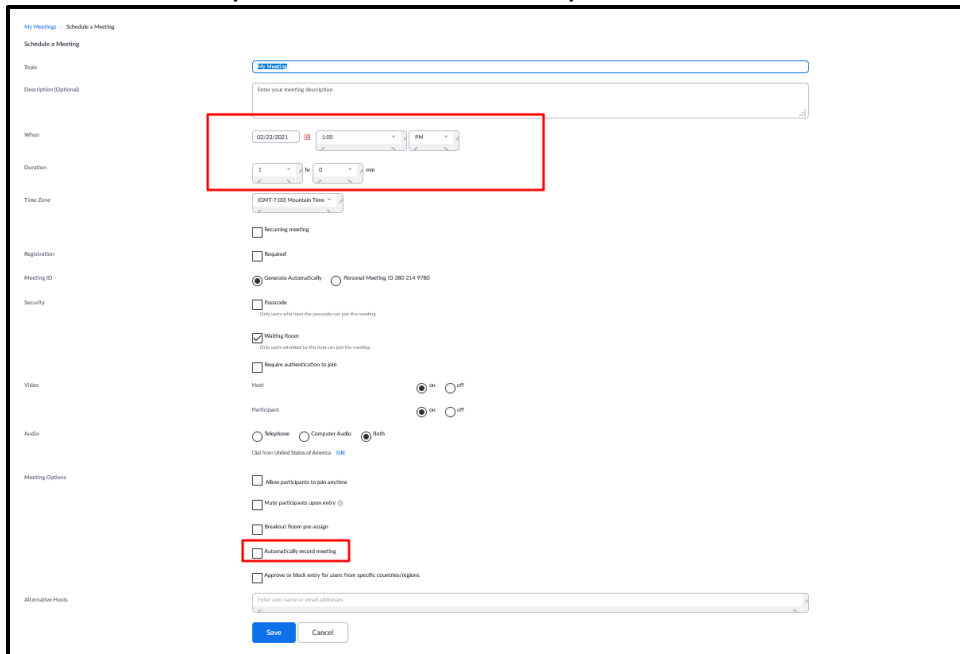 My Meetings > Schedule a Meeting
Schedule a Meeting
Topic My Meeting
Description (Optional) Enter your meeting description
When 02/23/2021 1:00 PM
Duration 1 hr 0 min
Time Zone (GMT-7:00) Mountain Time
Recurring meeting
Registration Required
Meeting ID Generate Automatically Personal Meeting ID 380 214 9780
Security Passcode
Only users who have the passcode can join the meeting
Waiting Room
Only users admitted by the host can join the meeting
Require authentication to join
Video Host on off
Participant on off
Audio Telephone Computer Audio Both
Dial from United States of America Edit
Meeting Options Allow participants to join anytime
Mute participants upon entry
Breakout Room pre-assign
Automatically record meeting
Approve or block entry for users from specific countries/regions
Alternative Hosts Enter user name or email addresses
Save Cancel